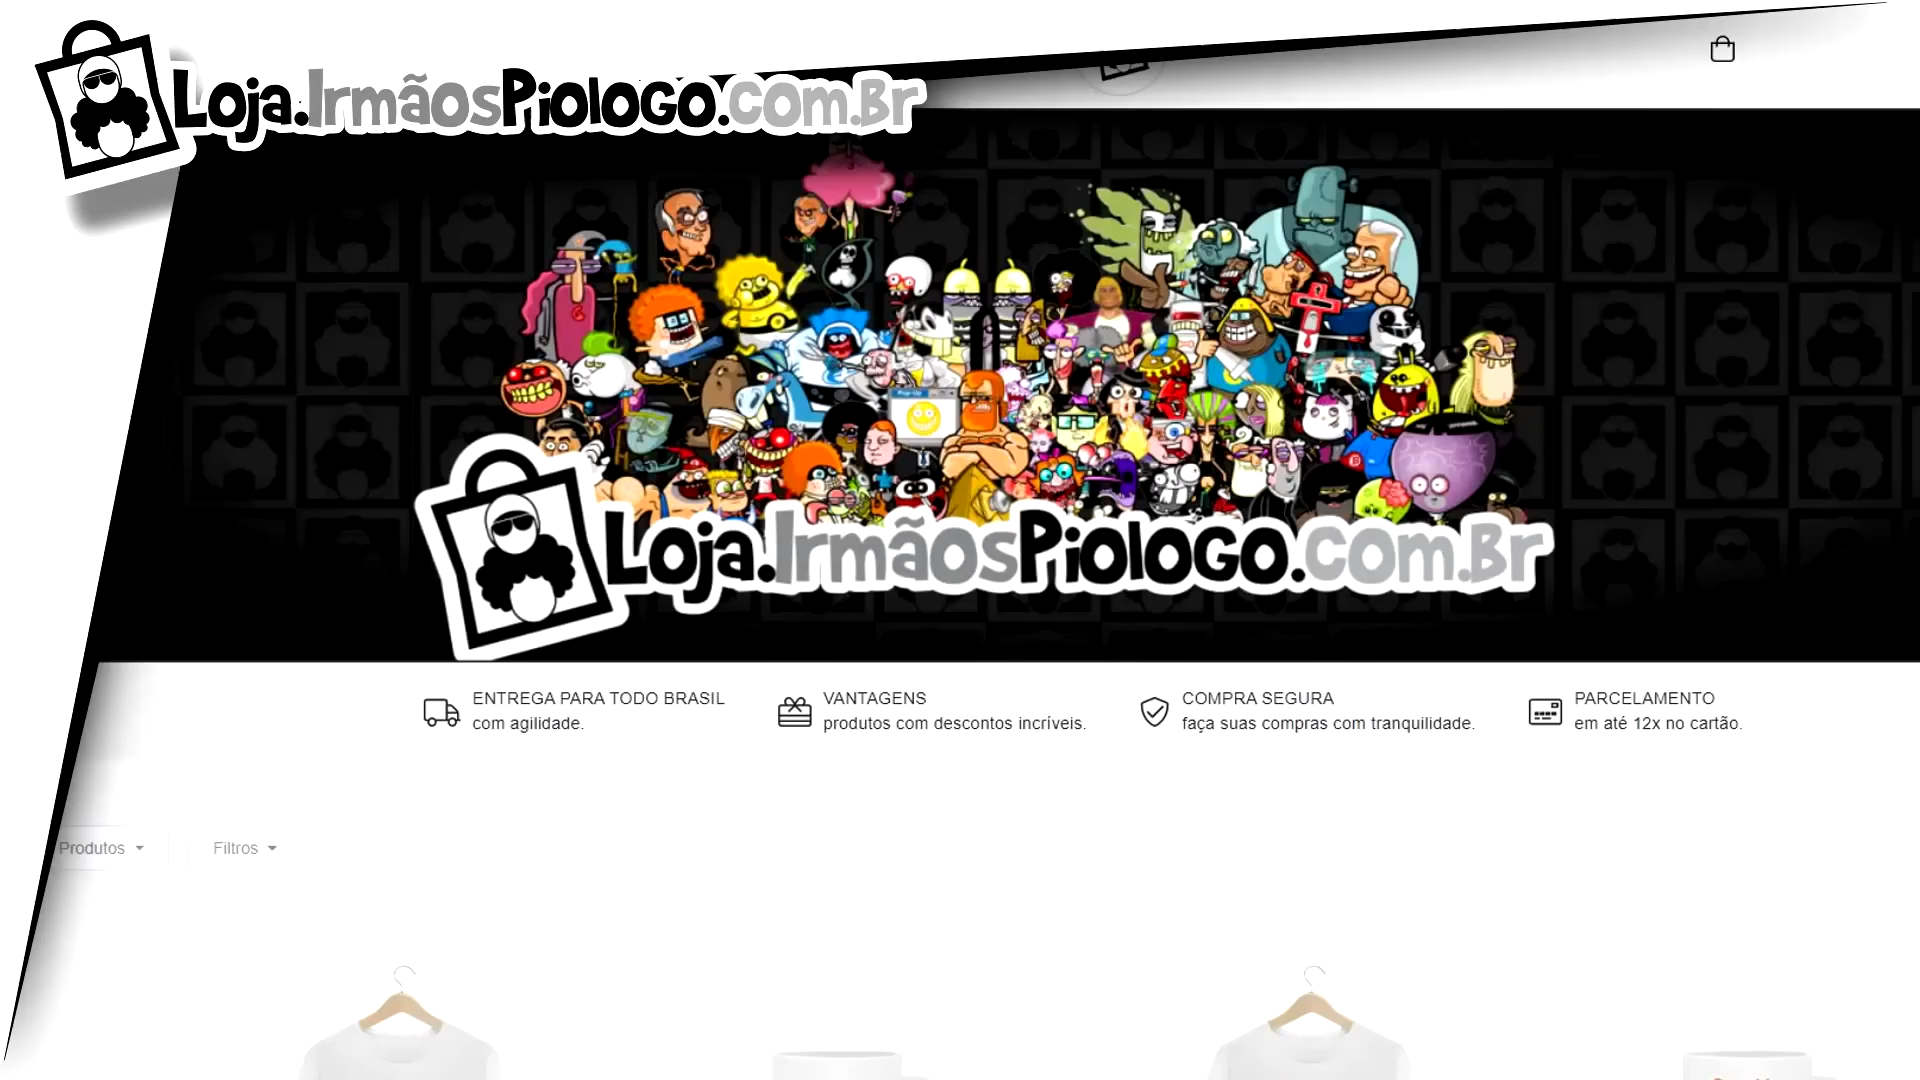 Loja.IrmãosPiologo.com.Br
Loja.IrmãosPiologo.com.Br
ENTREGA PARA TODO BRASIL
com agilidade.
VANTAGENS
produtos com descontos incríveis.
COMPRA SEGURA
faça suas compras com tranquilidade.
PARCELAMENTO
em até 12x no cartão.
Produtos
Filtros